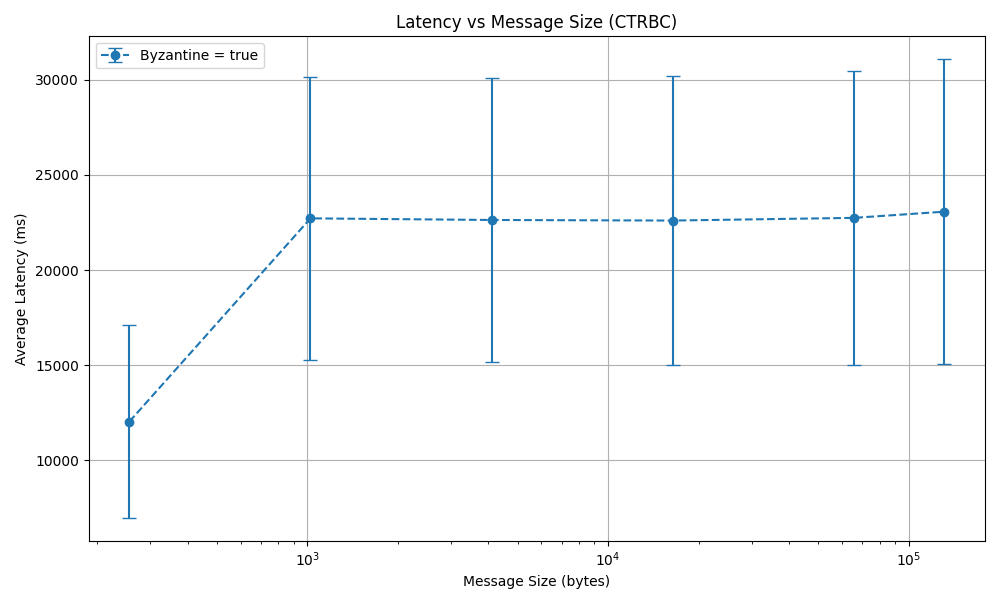 Latency vs Message Size (CTRBC)
Byzantine = true
30000
25000
20000
15000
10000
Average Latency (ms)
10³ 10⁴ 10⁵
Message Size (bytes)